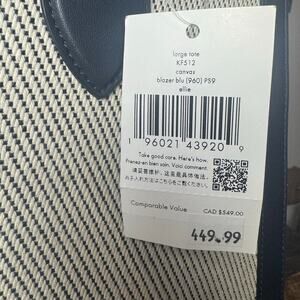 large tote
KF512
canvas
blazer blu (960) PS9
ellie
1 96021 43920 9
Take good care. Here's how.
Prenez-en bien soin. Voici comment.
请妥善维护，这是最具体做法。
お手入れ方法はこちらをご覧ください。
Comparable Value CAD $549.00
449.99